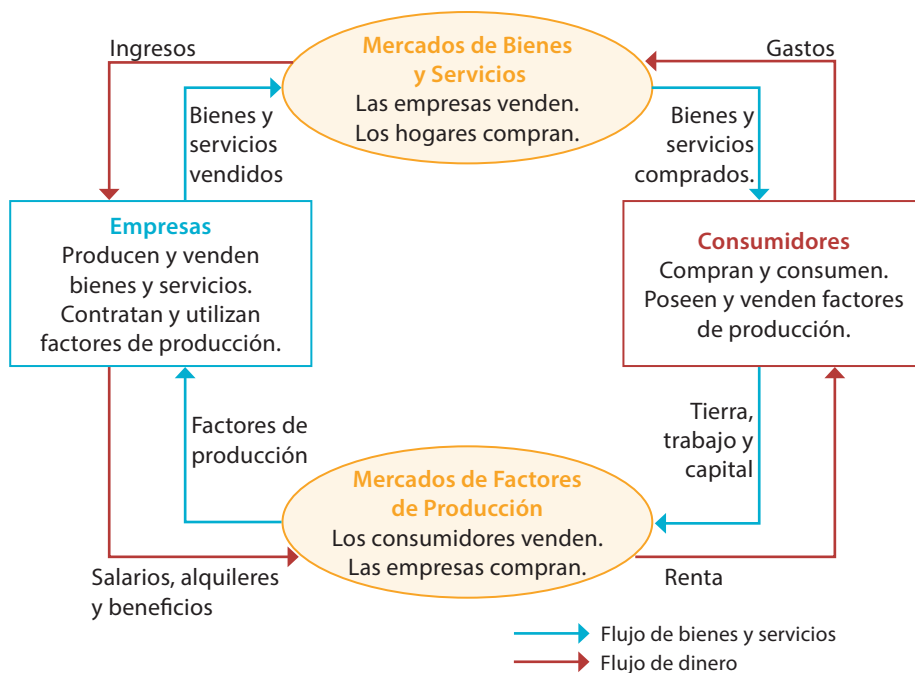 Ingresos
Mercados de Bienes
y Servicios
Las empresas venden.
Los hogares compran.
Gastos
Bienes y
servicios
vendidos
Bienes y
servicios
comprados.
Empresas
Producen y venden
bienes y servicios.
Contratan y utilizan
factores de producción.
Consumidores
Compran y consumen.
Poseen y venden factores
de producción.
Factores de
producción
Tierra,
trabajo y
capital
Mercados de Factores
de Producción
Los consumidores venden.
Las empresas compran.
Salarios, alquileres
y beneficios
Renta
Flujo de bienes y servicios
Flujo de dinero